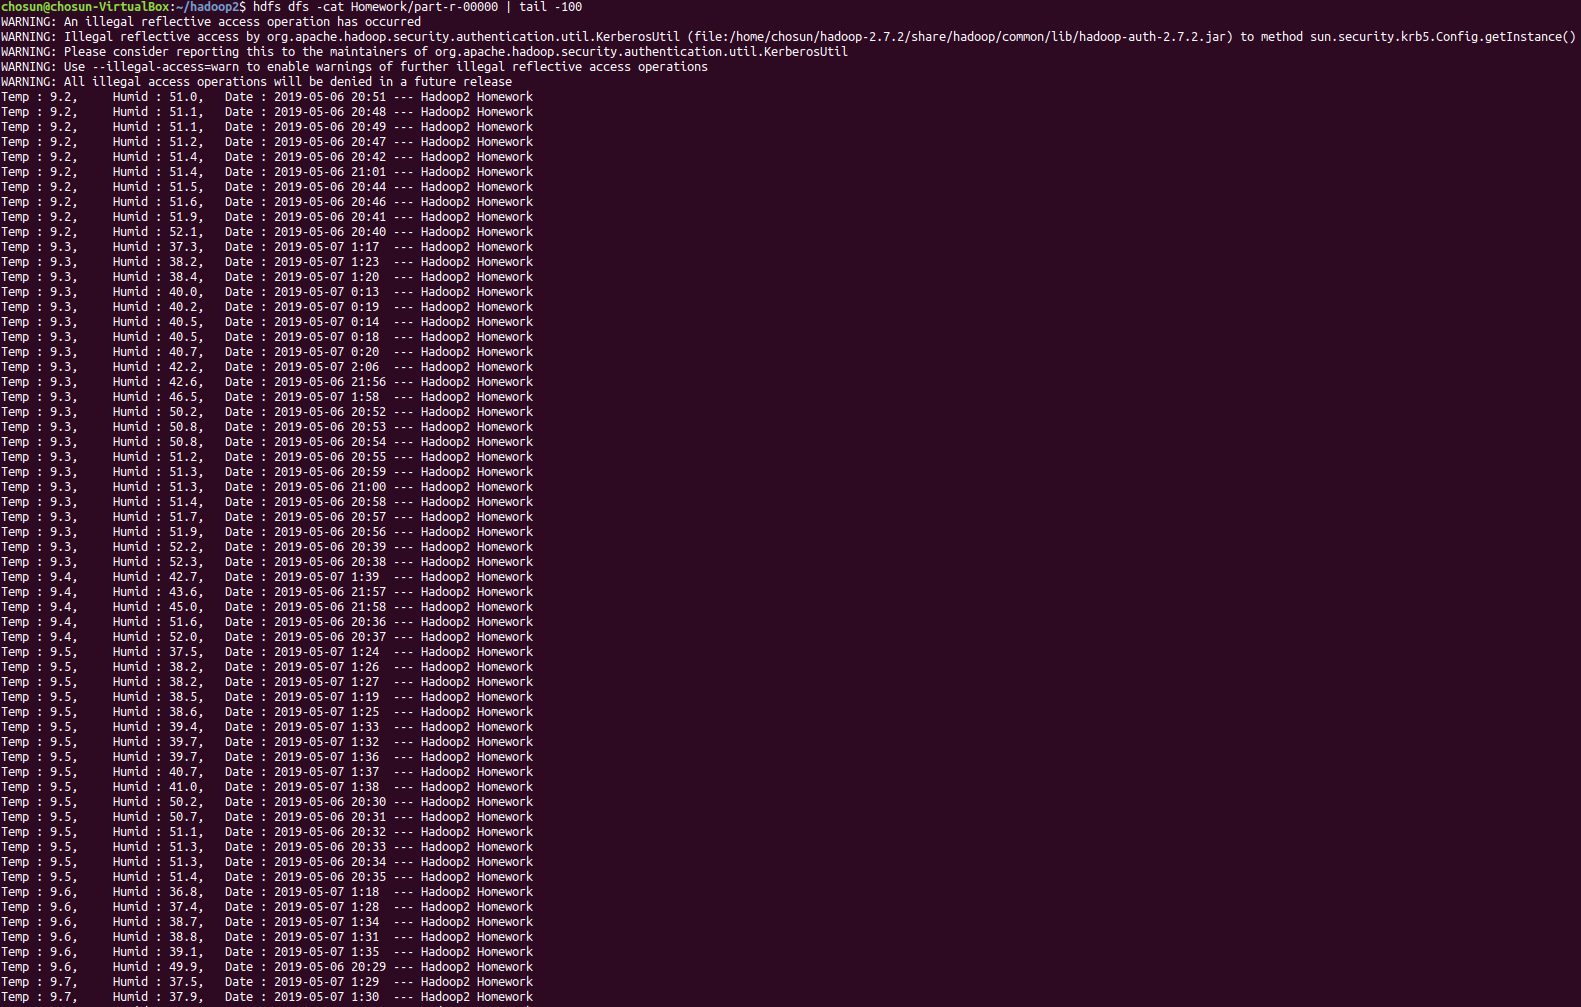 chosun@chosun-VirtualBox:~/hadoop2$ hdfs dfs -cat Homework/part-r-00000 | tail -100
WARNING: An illegal reflective access operation has occurred
WARNING: Illegal reflective access by org.apache.hadoop.security.authentication.util.KerberosUtil (file:/home/chosun/hadoop-2.7.2/share/hadoop/common/lib/hadoop-auth-2.7.2.jar) to method sun.security.krb5.Config.getInstance()
WARNING: Please consider reporting this to the maintainers of org.apache.hadoop.security.authentication.util.KerberosUtil
WARNING: Use --illegal-access=warn to enable warnings of further illegal reflective access operations
WARNING: All illegal access operations will be denied in a future release
Temp : 9.2,     Humid : 51.0,   Date : 2019-05-06 20:51 --- Hadoop2 Homework
Temp : 9.2,     Humid : 51.1,   Date : 2019-05-06 20:48 --- Hadoop2 Homework
Temp : 9.2,     Humid : 51.1,   Date : 2019-05-06 20:49 --- Hadoop2 Homework
Temp : 9.2,     Humid : 51.2,   Date : 2019-05-06 20:47 --- Hadoop2 Homework
Temp : 9.2,     Humid : 51.4,   Date : 2019-05-06 20:42 --- Hadoop2 Homework
Temp : 9.2,     Humid : 51.4,   Date : 2019-05-06 21:01 --- Hadoop2 Homework
Temp : 9.2,     Humid : 51.5,   Date : 2019-05-06 20:44 --- Hadoop2 Homework
Temp : 9.2,     Humid : 51.6,   Date : 2019-05-06 20:46 --- Hadoop2 Homework
Temp : 9.2,     Humid : 51.9,   Date : 2019-05-06 20:41 --- Hadoop2 Homework
Temp : 9.2,     Humid : 52.1,   Date : 2019-05-06 20:40 --- Hadoop2 Homework
Temp : 9.3,     Humid : 37.3,   Date : 2019-05-07 1:17  --- Hadoop2 Homework
Temp : 9.3,     Humid : 38.2,   Date : 2019-05-07 1:23  --- Hadoop2 Homework
Temp : 9.3,     Humid : 38.4,   Date : 2019-05-07 1:20  --- Hadoop2 Homework
Temp : 9.3,     Humid : 40.0,   Date : 2019-05-07 0:13  --- Hadoop2 Homework
Temp : 9.3,     Humid : 40.2,   Date : 2019-05-07 0:19  --- Hadoop2 Homework
Temp : 9.3,     Humid : 40.5,   Date : 2019-05-07 0:14  --- Hadoop2 Homework
Temp : 9.3,     Humid : 40.5,   Date : 2019-05-07 0:18  --- Hadoop2 Homework
Temp : 9.3,     Humid : 40.7,   Date : 2019-05-07 0:20  --- Hadoop2 Homework
Temp : 9.3,     Humid : 42.2,   Date : 2019-05-07 2:06  --- Hadoop2 Homework
Temp : 9.3,     Humid : 42.6,   Date : 2019-05-06 21:56 --- Hadoop2 Homework
Temp : 9.3,     Humid : 46.5,   Date : 2019-05-07 1:58  --- Hadoop2 Homework
Temp : 9.3,     Humid : 50.2,   Date : 2019-05-06 20:52 --- Hadoop2 Homework
Temp : 9.3,     Humid : 50.8,   Date : 2019-05-06 20:53 --- Hadoop2 Homework
Temp : 9.3,     Humid : 50.8,   Date : 2019-05-06 20:54 --- Hadoop2 Homework
Temp : 9.3,     Humid : 51.2,   Date : 2019-05-06 20:55 --- Hadoop2 Homework
Temp : 9.3,     Humid : 51.3,   Date : 2019-05-06 20:59 --- Hadoop2 Homework
Temp : 9.3,     Humid : 51.3,   Date : 2019-05-06 21:00 --- Hadoop2 Homework
Temp : 9.3,     Humid : 51.4,   Date : 2019-05-06 20:58 --- Hadoop2 Homework
Temp : 9.3,     Humid : 51.7,   Date : 2019-05-06 20:57 --- Hadoop2 Homework
Temp : 9.3,     Humid : 51.9,   Date : 2019-05-06 20:56 --- Hadoop2 Homework
Temp : 9.3,     Humid : 52.2,   Date : 2019-05-06 20:39 --- Hadoop2 Homework
Temp : 9.3,     Humid : 52.3,   Date : 2019-05-06 20:38 --- Hadoop2 Homework
Temp : 9.4,     Humid : 42.7,   Date : 2019-05-07 1:39  --- Hadoop2 Homework
Temp : 9.4,     Humid : 43.6,   Date : 2019-05-06 21:57 --- Hadoop2 Homework
Temp : 9.4,     Humid : 45.0,   Date : 2019-05-06 21:58 --- Hadoop2 Homework
Temp : 9.4,     Humid : 51.6,   Date : 2019-05-06 20:36 --- Hadoop2 Homework
Temp : 9.4,     Humid : 52.0,   Date : 2019-05-06 20:37 --- Hadoop2 Homework
Temp : 9.5,     Humid : 37.5,   Date : 2019-05-07 1:24  --- Hadoop2 Homework
Temp : 9.5,     Humid : 38.2,   Date : 2019-05-07 1:26  --- Hadoop2 Homework
Temp : 9.5,     Humid : 38.2,   Date : 2019-05-07 1:27  --- Hadoop2 Homework
Temp : 9.5,     Humid : 38.5,   Date : 2019-05-07 1:19  --- Hadoop2 Homework
Temp : 9.5,     Humid : 38.6,   Date : 2019-05-07 1:25  --- Hadoop2 Homework
Temp : 9.5,     Humid : 39.4,   Date : 2019-05-07 1:33  --- Hadoop2 Homework
Temp : 9.5,     Humid : 39.7,   Date : 2019-05-07 1:32  --- Hadoop2 Homework
Temp : 9.5,     Humid : 39.7,   Date : 2019-05-07 1:36  --- Hadoop2 Homework
Temp : 9.5,     Humid : 40.7,   Date : 2019-05-07 1:37  --- Hadoop2 Homework
Temp : 9.5,     Humid : 41.0,   Date : 2019-05-07 1:38  --- Hadoop2 Homework
Temp : 9.5,     Humid : 50.2,   Date : 2019-05-06 20:30 --- Hadoop2 Homework
Temp : 9.5,     Humid : 50.7,   Date : 2019-05-06 20:31 --- Hadoop2 Homework
Temp : 9.5,     Humid : 51.1,   Date : 2019-05-06 20:32 --- Hadoop2 Homework
Temp : 9.5,     Humid : 51.3,   Date : 2019-05-06 20:33 --- Hadoop2 Homework
Temp : 9.5,     Humid : 51.3,   Date : 2019-05-06 20:34 --- Hadoop2 Homework
Temp : 9.5,     Humid : 51.4,   Date : 2019-05-06 20:35 --- Hadoop2 Homework
Temp : 9.6,     Humid : 36.8,   Date : 2019-05-07 1:18  --- Hadoop2 Homework
Temp : 9.6,     Humid : 37.4,   Date : 2019-05-07 1:28  --- Hadoop2 Homework
Temp : 9.6,     Humid : 38.7,   Date : 2019-05-07 1:34  --- Hadoop2 Homework
Temp : 9.6,     Humid : 38.8,   Date : 2019-05-07 1:31  --- Hadoop2 Homework
Temp : 9.6,     Humid : 39.1,   Date : 2019-05-07 1:35  --- Hadoop2 Homework
Temp : 9.6,     Humid : 49.9,   Date : 2019-05-06 20:29 --- Hadoop2 Homework
Temp : 9.7,     Humid : 37.5,   Date : 2019-05-07 1:29  --- Hadoop2 Homework
Temp : 9.7,     Humid : 37.9,   Date : 2019-05-07 1:30  --- Hadoop2 Homework